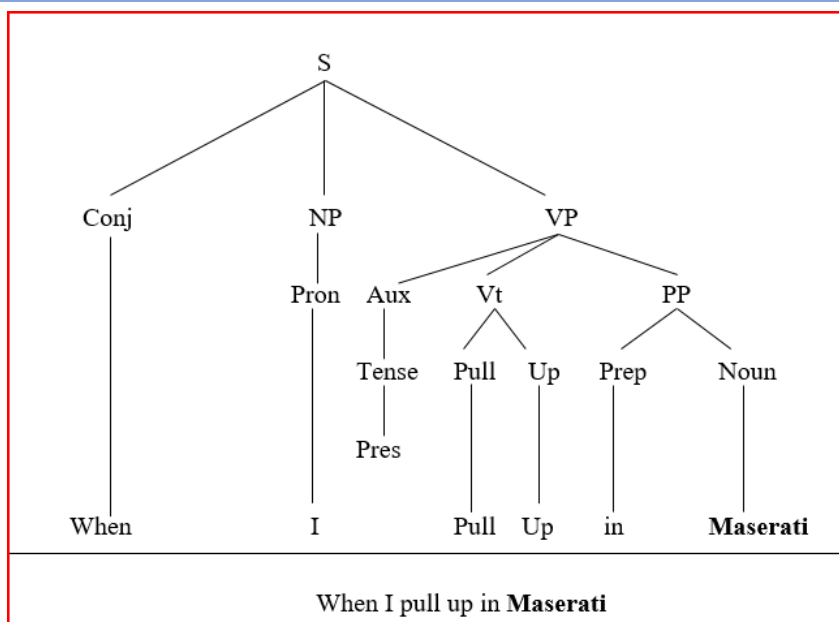 S
Conj NP VP
Pron Aux Vt PP
Tense Pull Up Prep Noun
Pres
When I Pull Up in Maserati
When I pull up in Maserati